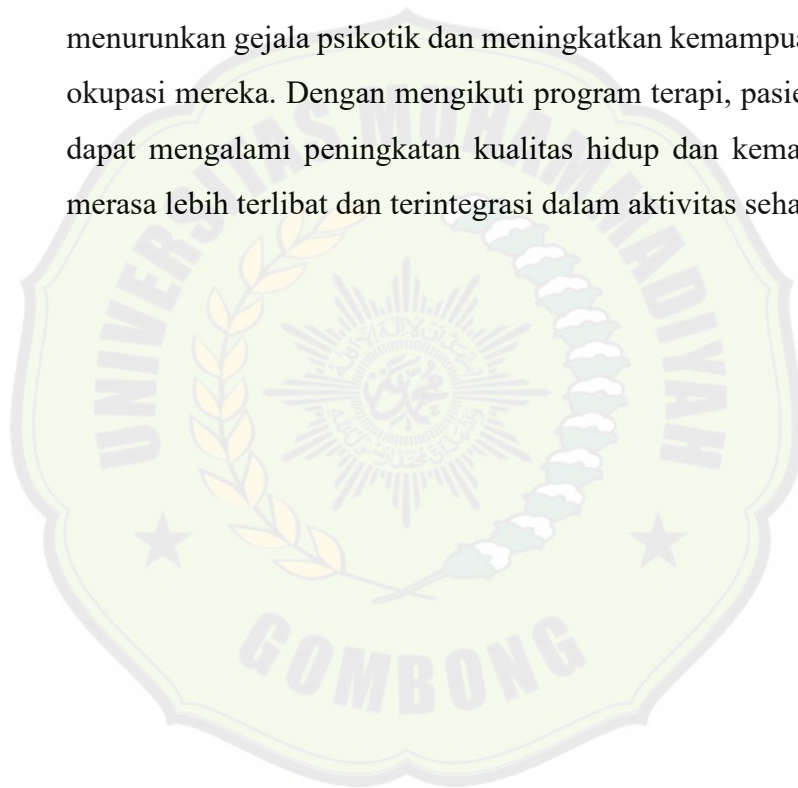 menurunkan gejala psikotik dan meningkatkan kemampua
okupasi mereka. Dengan mengikuti program terapi, pasie
dapat mengalami peningkatan kualitas hidup dan kema
merasa lebih terlibat dan terintegrasi dalam aktivitas seha
UNIVERSITAS MUHAMMADIYAH
GOMBONG